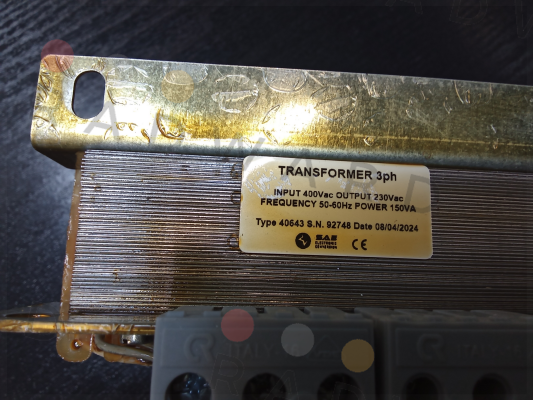 TRANSFORMER 3ph
INPUT 400Vac OUTPUT 230Vac
FREQUENCY 50-60Hz POWER 150VA
Type 40643 S.N. 92748 Date 08/04/2024
CE
ITALY